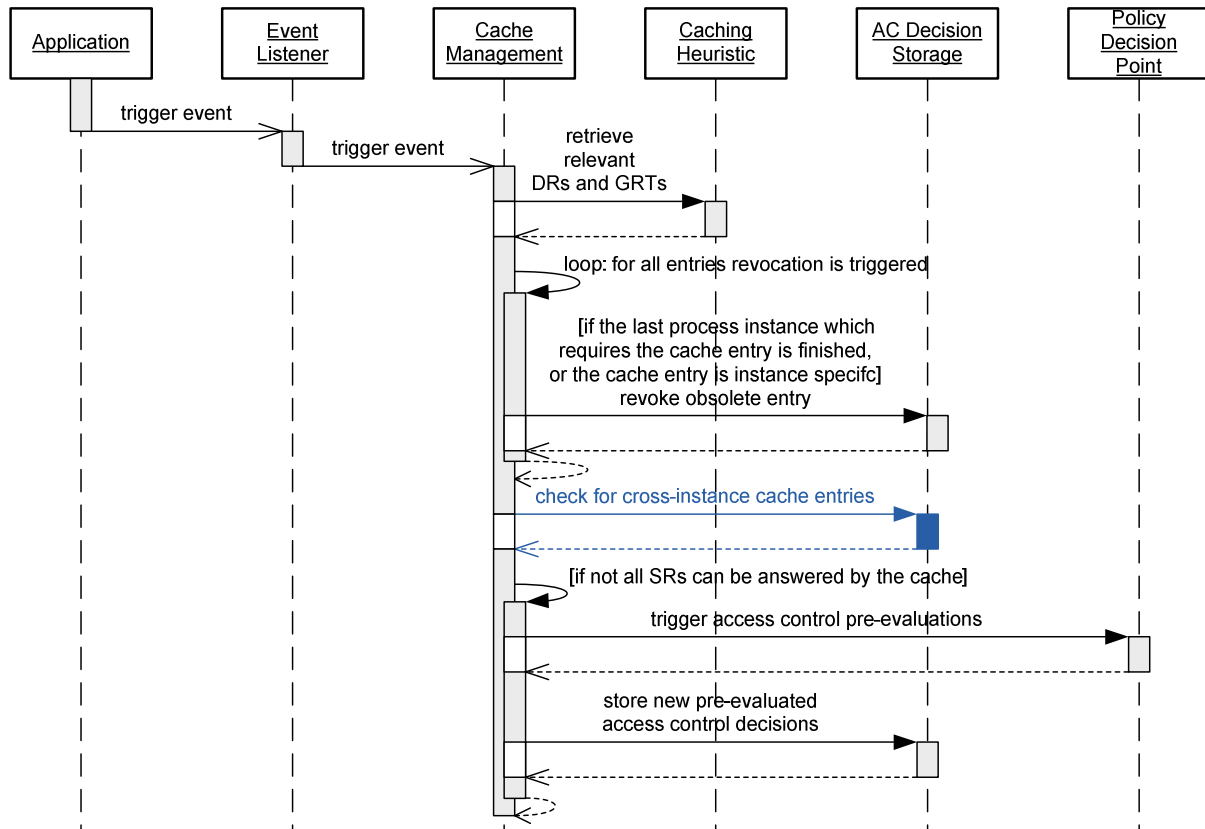 Application
Event
Listener
Cache
Management
Caching
Heuristic
AC Decision
Storage
Policy
Decision
Point
trigger event
trigger event
retrieve
relevant
DRs and GRTs
loop: for all entries revocation is triggered
[if the last process instance which
requires the cache entry is finished,
or the cache entry is instance specifc]
revoke obsolete entry
check for cross-instance cache entries
[if not all SRs can be answered by the cache]
trigger access control pre-evaluations
store new pre-evaluated
access control decisions